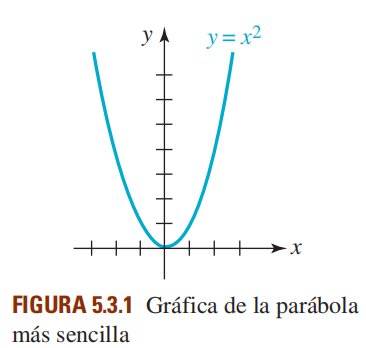 y
y = x²
x
FIGURA 5.3.1 Gráfica de la parábola
más sencilla